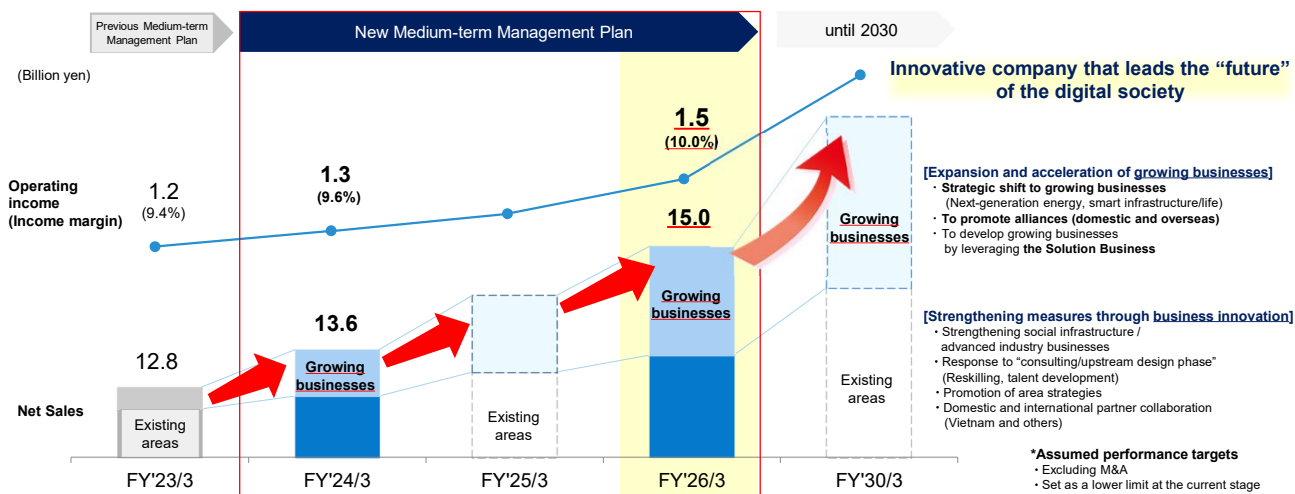 Previous Medium-term
Management Plan
New Medium-term Management Plan
until 2030
(Billion yen)
Innovative company that leads the “future”
of the digital society
1.5
(10.0%)
1.3
(9.6%)
1.2
(9.4%)
Operating
income
(Income margin)
[Expansion and acceleration of growing businesses]
・Strategic shift to growing businesses
(Next-generation energy, smart infrastructure/life)
・To promote alliances (domestic and overseas)
・To develop growing businesses
by leveraging the Solution Business
15.0
Growing
businesses
Growing
businesses
13.6
12.8
Growing
businesses
[Strengthening measures through business innovation]
・Strengthening social infrastructure /
advanced industry businesses
・Response to “consulting/upstream design phase”
(Reskilling, talent development)
・Promotion of area strategies
・Domestic and international partner collaboration
(Vietnam and others)
Net Sales
Existing
areas
Existing
areas
Existing
areas
*Assumed performance targets
・Excluding M&A
・Set as a lower limit at the current stage
FY'23/3
FY'24/3
FY'25/3
FY'26/3
FY'30/3